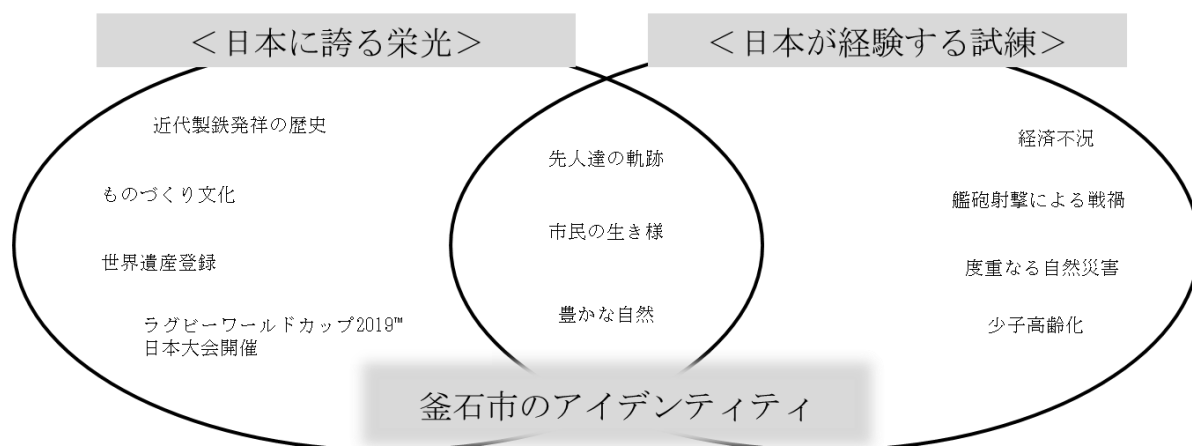 ＜日本に誇る栄光＞
＜日本が経験する試練＞
近代製鉄発祥の歴史
ものづくり文化
世界遺産登録
ラグビーワールドカップ2019™
日本大会開催
先人達の軌跡
市民の生き様
豊かな自然
経済不況
艦砲射撃による戦禍
度重なる自然災害
少子高齢化
釜石市のアイデンティティ